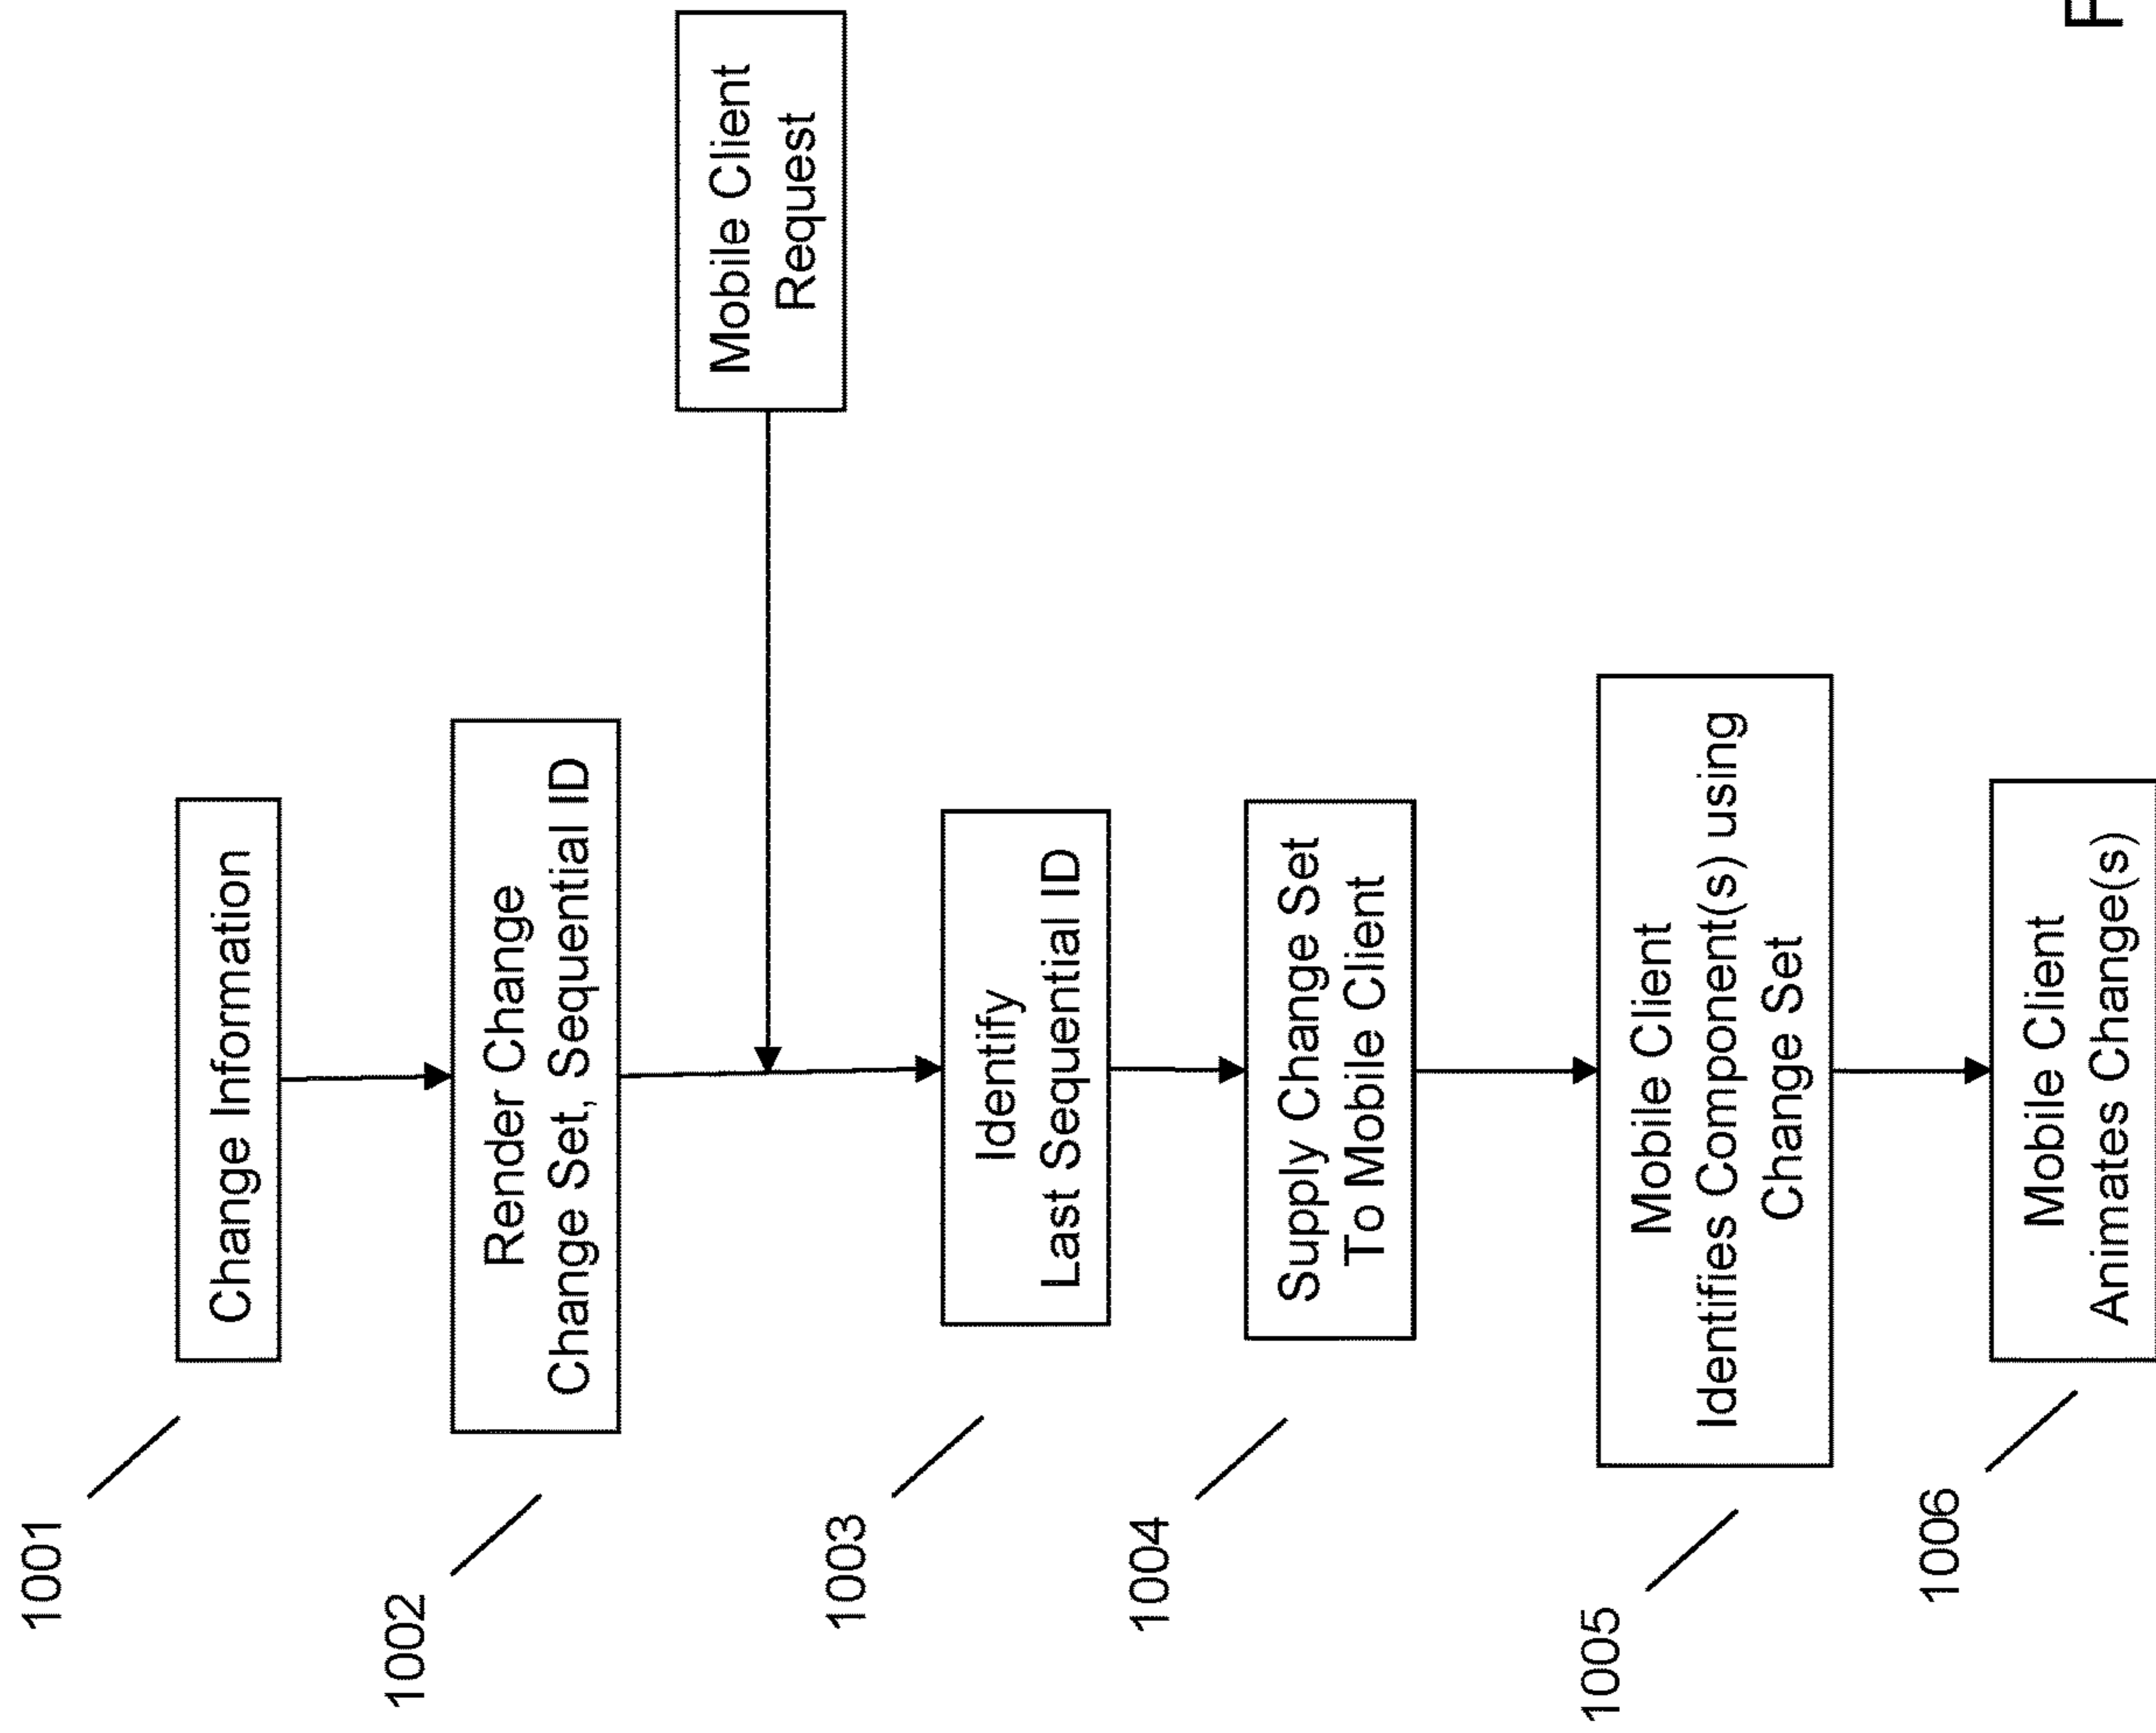 1001
Change Information
1002
Render Change
Change Set, Sequential ID
Mobile Client
Request
1003
Identify
Last Sequential ID
1004
Supply Change Set
To Mobile Client
1005
Mobile Client
Identifies Component(s) using
Change Set
1006
Mobile Client
Animates Change(s)